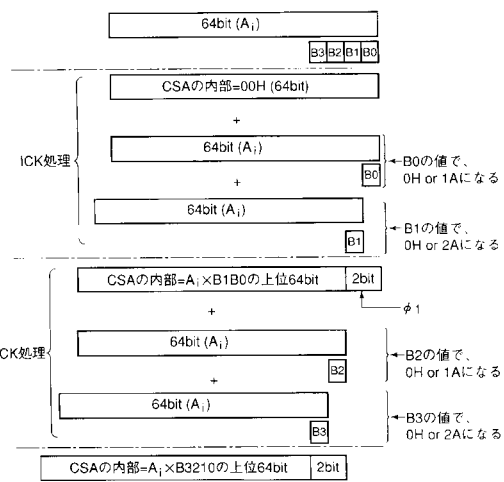 64bit (Ai)
B3 B2 B1 B0
CSAの内部=00H (64bit)
+
64bit (Ai)
B0
←B0の値で、
0H or 1Aになる
ICK処理
+
64bit (Ai)
B1
←B1の値で、
0H or 2Aになる
CSAの内部=Ai×B1B0の上位64bit 2bit
φ1
+
64bit (Ai)
B2
←B2の値で、
0H or 1Aになる
CK処理
+
64bit (Ai)
B3
←B3の値で、
0H or 2Aになる
CSAの内部=Ai×B3210の上位64bit 2bit